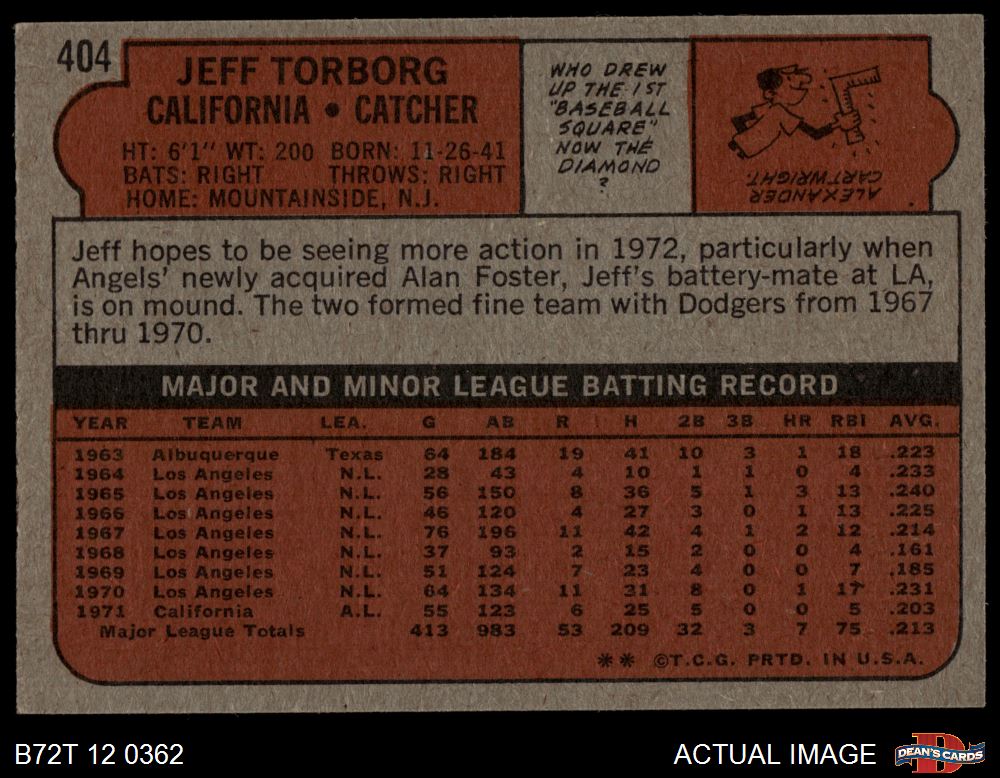 404
JEFF TORBORG
CALIFORNIA • CATCHER
HT: 6'1" WT: 200 BORN: 11-26-41
BATS: RIGHT THROWS: RIGHT
HOME: MOUNTAINSIDE, N.J.
WHO DREW
UP THE 1ST
"BASEBALL
SQUARE"
NOW THE
DIAMOND
?
ALEXANDER
CARTWRIGHT.
Jeff hopes to be seeing more action in 1972, particularly when
Angels' newly acquired Alan Foster, Jeff's battery-mate at LA,
is on mound. The two formed fine team with Dodgers from 1967
thru 1970.
MAJOR AND MINOR LEAGUE BATTING RECORD
YEAR TEAM LEA. G AB R H 2B 3B HR RBI AVG.
1963 Albuquerque Texas 64 184 19 41 10 3 1 18 .223
1964 Los Angeles N.L. 28 43 4 10 1 1 0 4 .233
1965 Los Angeles N.L. 56 150 8 36 5 1 3 13 .240
1966 Los Angeles N.L. 46 120 4 27 3 0 1 13 .225
1967 Los Angeles N.L. 76 196 11 42 4 1 2 12 .214
1968 Los Angeles N.L. 37 93 2 15 2 0 0 4 .161
1969 Los Angeles N.L. 51 124 7 23 4 0 0 7 .185
1970 Los Angeles N.L. 64 134 11 31 8 0 1 17 .231
1971 California A.L. 55 123 6 25 5 0 0 5 .203
Major League Totals 413 983 53 209 32 3 7 75 .213
** ©T.C.G. PRTD. IN U.S.A.
B72T 12 0362
ACTUAL IMAGE
DEAN'S CARDS